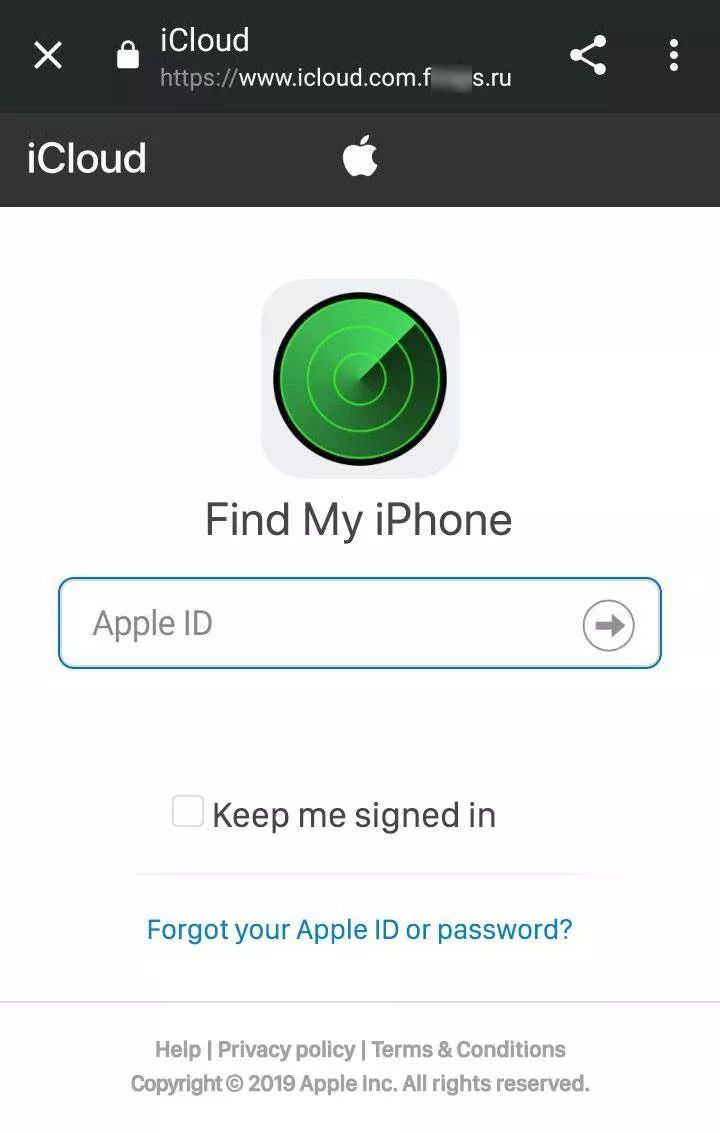 iCloud
https://www.icloud.com.f s.ru
iCloud
Find My iPhone
Apple ID
Keep me signed in
Forgot your Apple ID or password?
Help | Privacy policy | Terms & Conditions
Copyright © 2019 Apple Inc. All rights reserved.